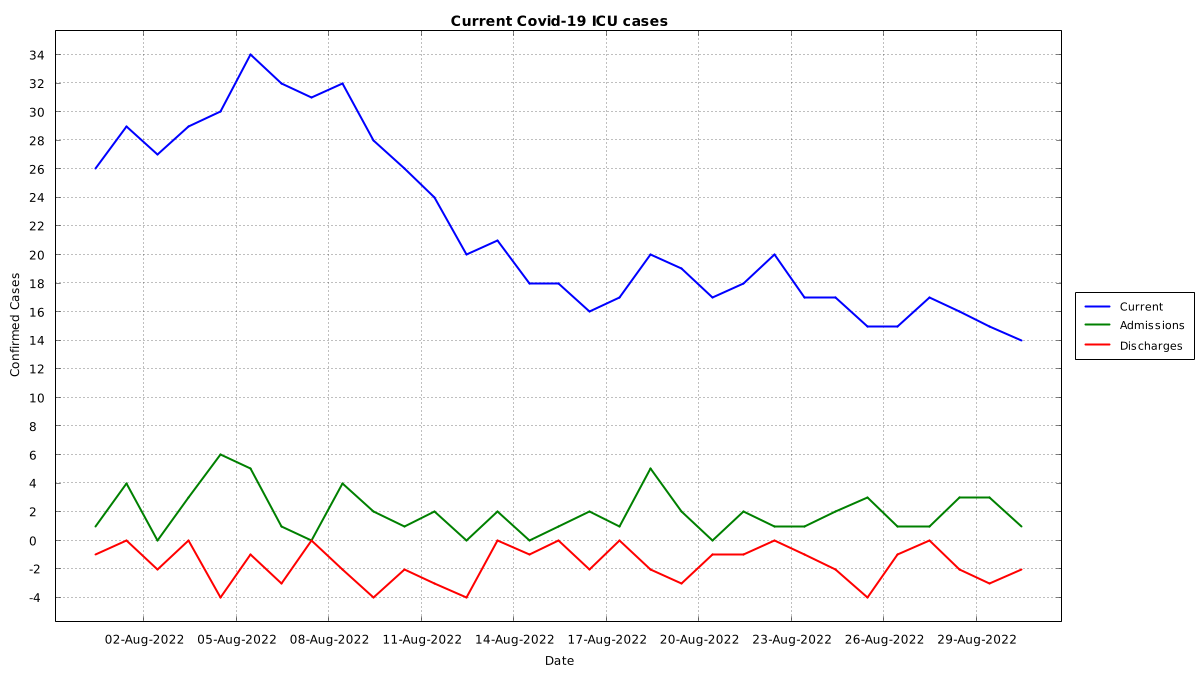 Current Covid-19 ICU cases
34
32
30
28
26
24
22
20
18
16
14
12
10
8
6
4
2
0
-2
-4
Confirmed Cases
02-Aug-2022 05-Aug-2022 08-Aug-2022 11-Aug-2022 14-Aug-2022 17-Aug-2022 20-Aug-2022 23-Aug-2022 26-Aug-2022 29-Aug-2022
Date
Current
Admissions
Discharges